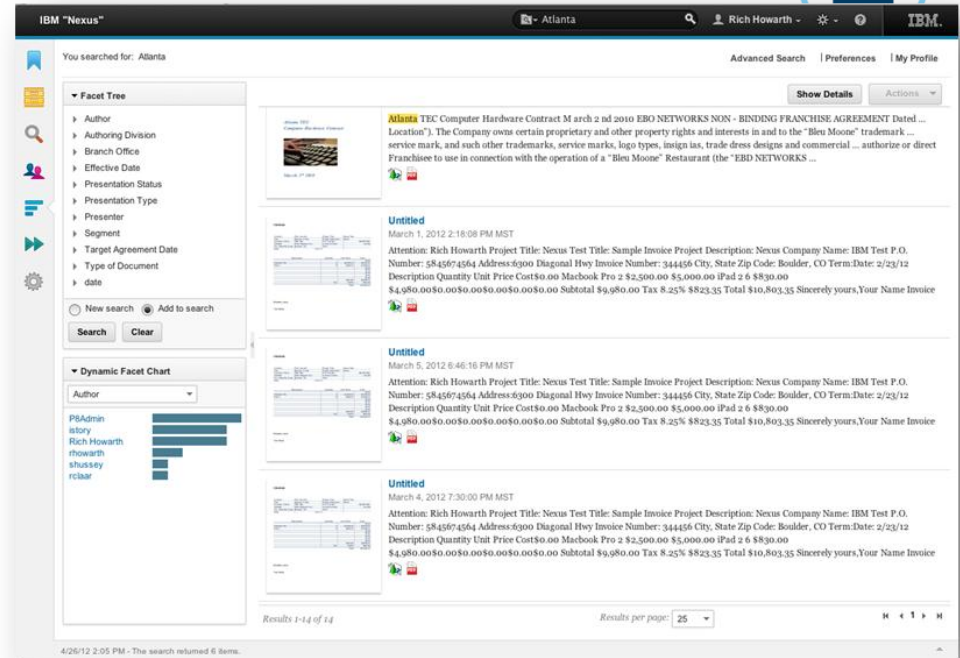 IBM "Nexus"
Atlanta
Rich Howarth
IBM.
You searched for: Atlanta
Advanced Search
Preferences
My Profile
Facet Tree
Author
Authoring Division
Branch Office
Effective Date
Presentation Status
Presentation Type
Presenter
Segment
Target Agreement Date
Type of Document
date
New search
Add to search
Search
Clear
Dynamic Facet Chart
Author
P8Admin
istory
Rich Howarth
rhowarth
shussey
rclaar
Show Details
Actions
Atlanta TEC
Computer Hardware Contract
March 2nd 2010
Atlanta TEC Computer Hardware Contract M arch 2 nd 2010 EBO NETWORKS NON - BINDING FRANCHISE AGREEMENT Dated ...
Location"). The Company owns certain proprietary and other property rights and interests in and to the "Bleu Moone" trademark ...
service mark, and such other trademarks, service marks, logo types, insign ias, trade dress designs and commercial ... authorize or direct
Franchisee to use in connection with the operation of a "Bleu Moone" Restaurant (the "EBD NETWORKS ...
PDF
Untitled
March 1, 2012 2:18:08 PM MST
Attention: Rich Howarth Project Title: Nexus Test Title: Sample Invoice Project Description: Nexus Company Name: IBM Test P.O.
Number: 5845674564 Address:6300 Diagonal Hwy Invoice Number: 344456 City, State Zip Code: Boulder, CO Term:Date: 2/23/12
Description Quantity Unit Price Cost$0.00 Macbook Pro 2 $2,500.00 $5,000.00 iPad 2 6 $830.00
$4,980.00$0.00$0.00$0.00$0.00$0.00 Subtotal $9,980.00 Tax 8.25% $823.35 Total $10,803.35 Sincerely yours,Your Name Invoice
PDF
Untitled
March 5, 2012 6:46:16 PM MST
Attention: Rich Howarth Project Title: Nexus Test Title: Sample Invoice Project Description: Nexus Company Name: IBM Test P.O.
Number: 5845674564 Address:6300 Diagonal Hwy Invoice Number: 344456 City, State Zip Code: Boulder, CO Term:Date: 2/23/12
Description Quantity Unit Price Cost$0.00 Macbook Pro 2 $2,500.00 $5,000.00 iPad 2 6 $830.00
$4,980.00$0.00$0.00$0.00$0.00$0.00 Subtotal $9,980.00 Tax 8.25% $823.35 Total $10,803.35 Sincerely yours,Your Name Invoice
PDF
Untitled
March 4, 2012 7:30:00 PM MST
Attention: Rich Howarth Project Title: Nexus Test Title: Sample Invoice Project Description: Nexus Company Name: IBM Test P.O.
Number: 5845674564 Address:6300 Diagonal Hwy Invoice Number: 344456 City, State Zip Code: Boulder, CO Term:Date: 2/23/12
Description Quantity Unit Price Cost$0.00 Macbook Pro 2 $2,500.00 $5,000.00 iPad 2 6 $830.00
$4,980.00$0.00$0.00$0.00$0.00$0.00 Subtotal $9,980.00 Tax 8.25% $823.35 Total $10,803.35 Sincerely yours,Your Name Invoice
PDF
Results 1-14 of 14
Results per page: 25
1
4/26/12 2:05 PM - The search returned 6 items.